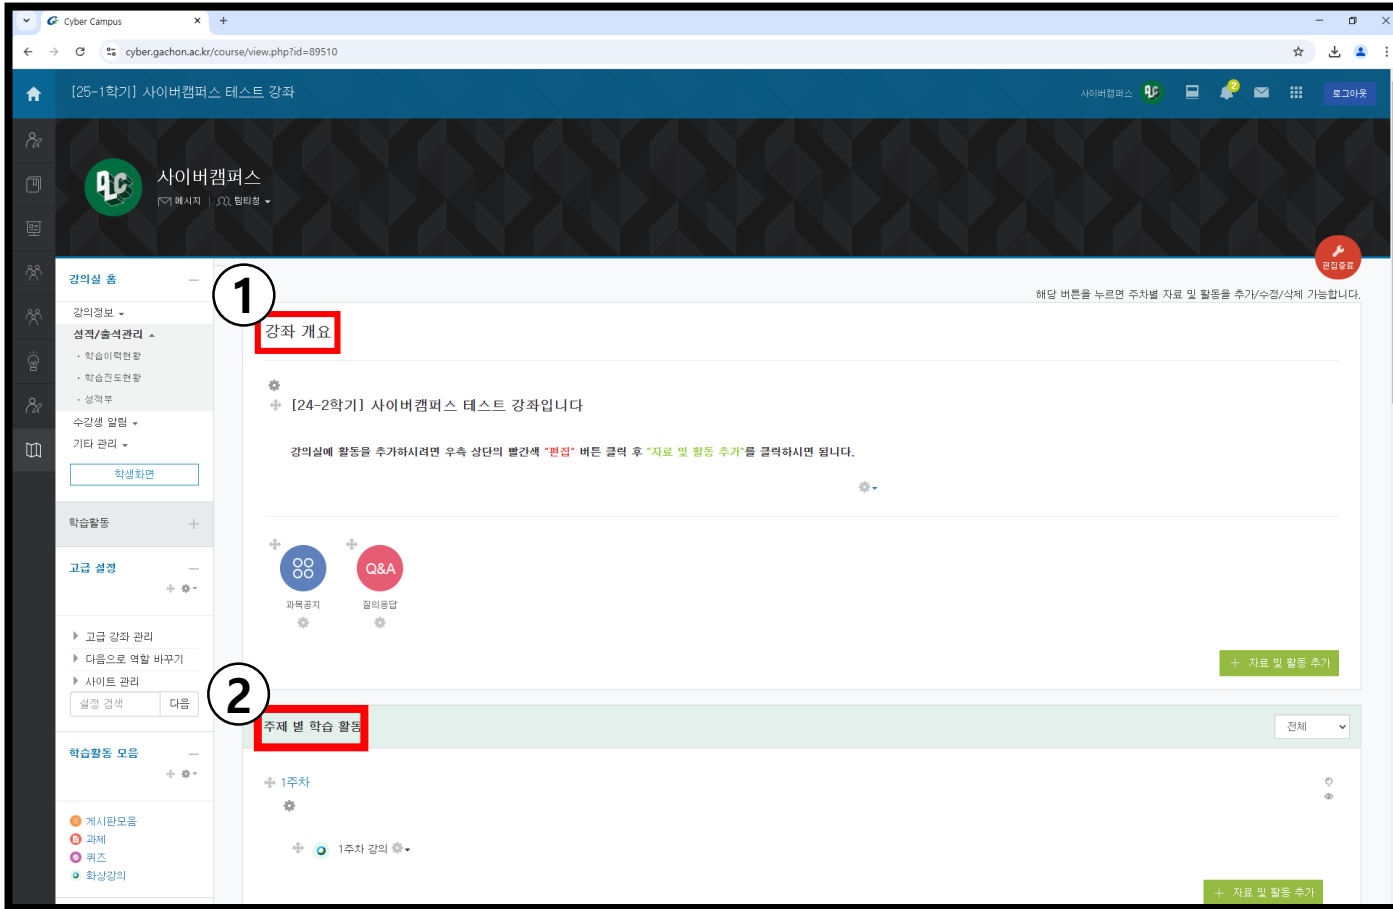 Cyber Campus
cyber.gachon.ac.kr/course/view.php?id=89510
[25-1학기] 사이버캠퍼스 테스트 강좌
사이버캠퍼스
2
로그아웃
사이버캠퍼스
메시지 | 팀티칭
편집종료
해당 버튼을 누르면 주차별 자료 및 활동을 추가/수정/삭제 가능합니다.
강의실 홈
강의정보
성적/출석관리
· 학습이력현황
· 학습진도현황
· 성적부
수강생 알림
기타 관리
학생화면
학습활동
고급 설정
고급 강좌 관리
다음으로 역할 바꾸기
사이트 관리
설정 검색 다음
학습활동 모음
게시판모음
과제
퀴즈
화상강의
1
강좌 개요
[24-2학기] 사이버캠퍼스 테스트 강좌입니다
강의실에 활동을 추가하시려면 우측 상단의 빨간색 "편집" 버튼 클릭 후 "자료 및 활동 추가"를 클릭하시면 됩니다.
Q&A
과목공지 질의응답
+ 자료 및 활동 추가
2
주제 별 학습 활동
전체
1주차
1주차 강의
+ 자료 및 활동 추가